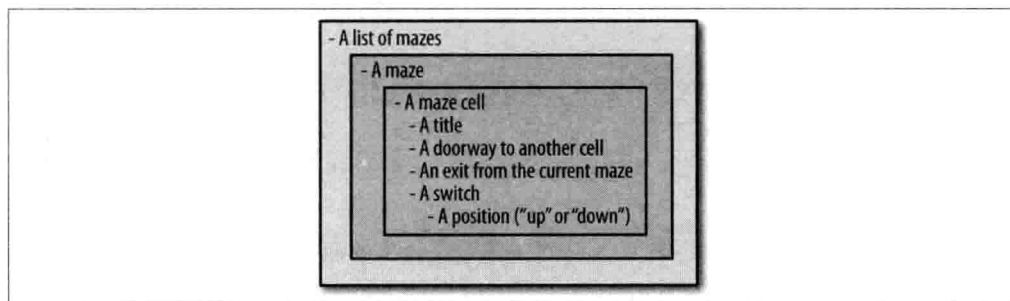 - A list of mazes
- A maze
- A maze cell
- A title
- A doorway to another cell
- An exit from the current maze
- A switch
- A position ("up" or "down")